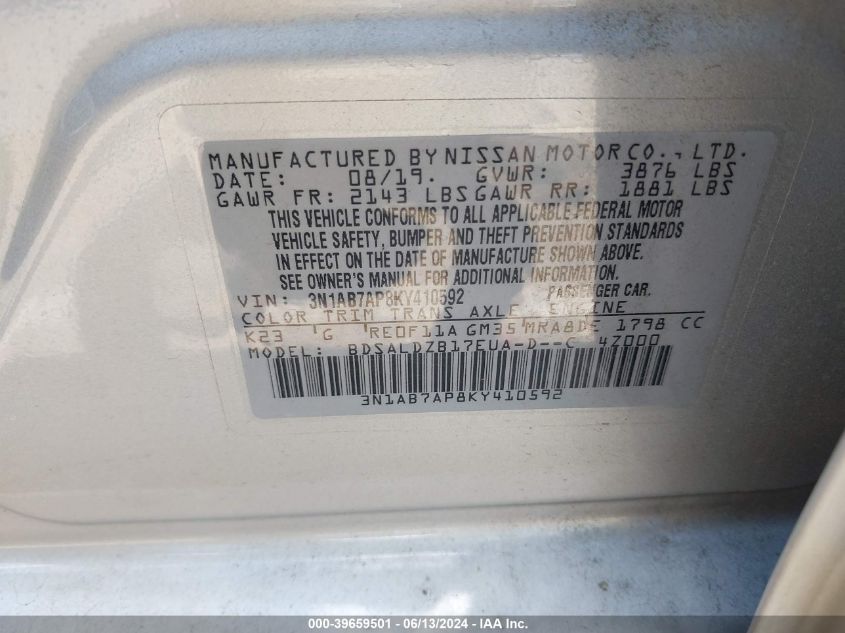 MANUFACTURED BY NISSAN MOTOR CO., LTD.
DATE: 08/19. GVWR: 3876 LBS
GAWR FR: 2143 LBS GAWR RR: 1881 LBS
THIS VEHICLE CONFORMS TO ALL APPLICABLE FEDERAL MOTOR
VEHICLE SAFETY, BUMPER AND THEFT PREVENTION STANDARDS
IN EFFECT ON THE DATE OF MANUFACTURE SHOWN ABOVE.
SEE OWNER'S MANUAL FOR ADDITIONAL INFORMATION.
VIN: 3N1AB7AP8KY410592 PASSENGER CAR.
COLOR TRIM TRANS AXLE ENGINE
K23 G RE0F11A GM35 MRA8DE 1798 CC
MODEL: BDSALDZB17EUA-D--C 4Z000
3N1AB7AP8KY410592
000-39659501 - 06/13/2024 - IAAI.com